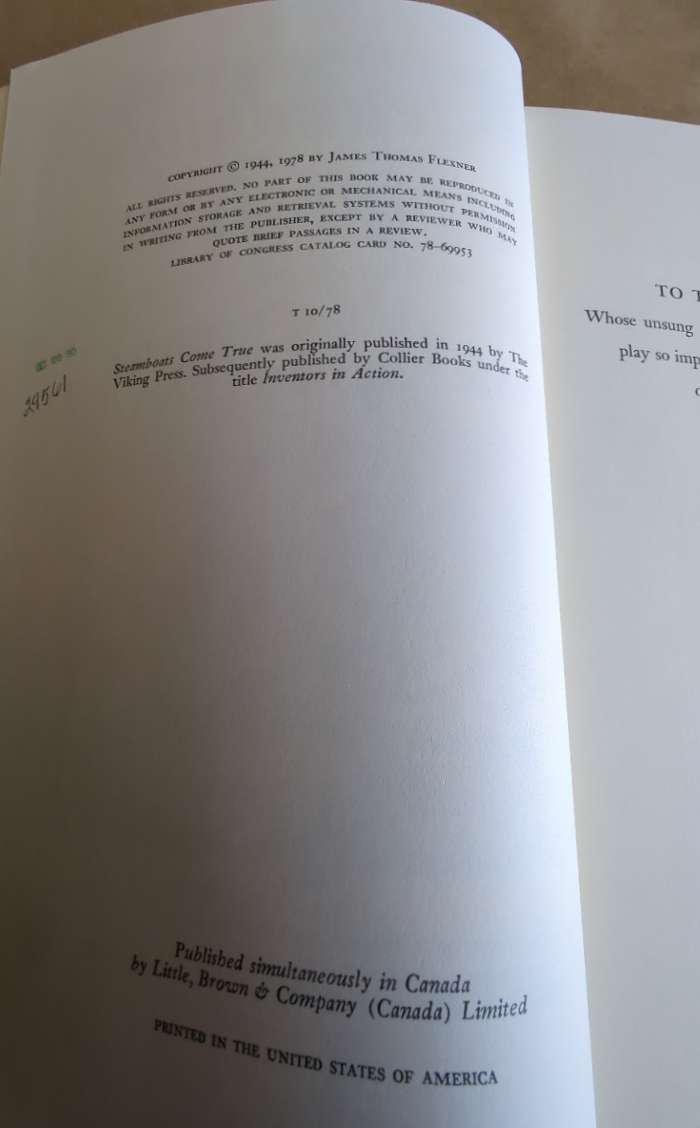 COPYRIGHT © 1944, 1978 BY JAMES THOMAS FLEXNER
ALL RIGHTS RESERVED. NO PART OF THIS BOOK MAY BE REPRODUCED IN
ANY FORM OR BY ANY ELECTRONIC OR MECHANICAL MEANS INCLUDING
INFORMATION STORAGE AND RETRIEVAL SYSTEMS WITHOUT PERMISSION
IN WRITING FROM THE PUBLISHER, EXCEPT BY A REVIEWER WHO MAY
QUOTE BRIEF PASSAGES IN A REVIEW.
LIBRARY OF CONGRESS CATALOG CARD NO. 78-69953
T 10/78
Steamboats Come True was originally published in 1944 by The
Viking Press. Subsequently published by Collier Books under the
title Inventors in Action.
29561
Published simultaneously in Canada
by Little, Brown & Company (Canada) Limited
PRINTED IN THE UNITED STATES OF AMERICA
TO
Whose unsung
play so